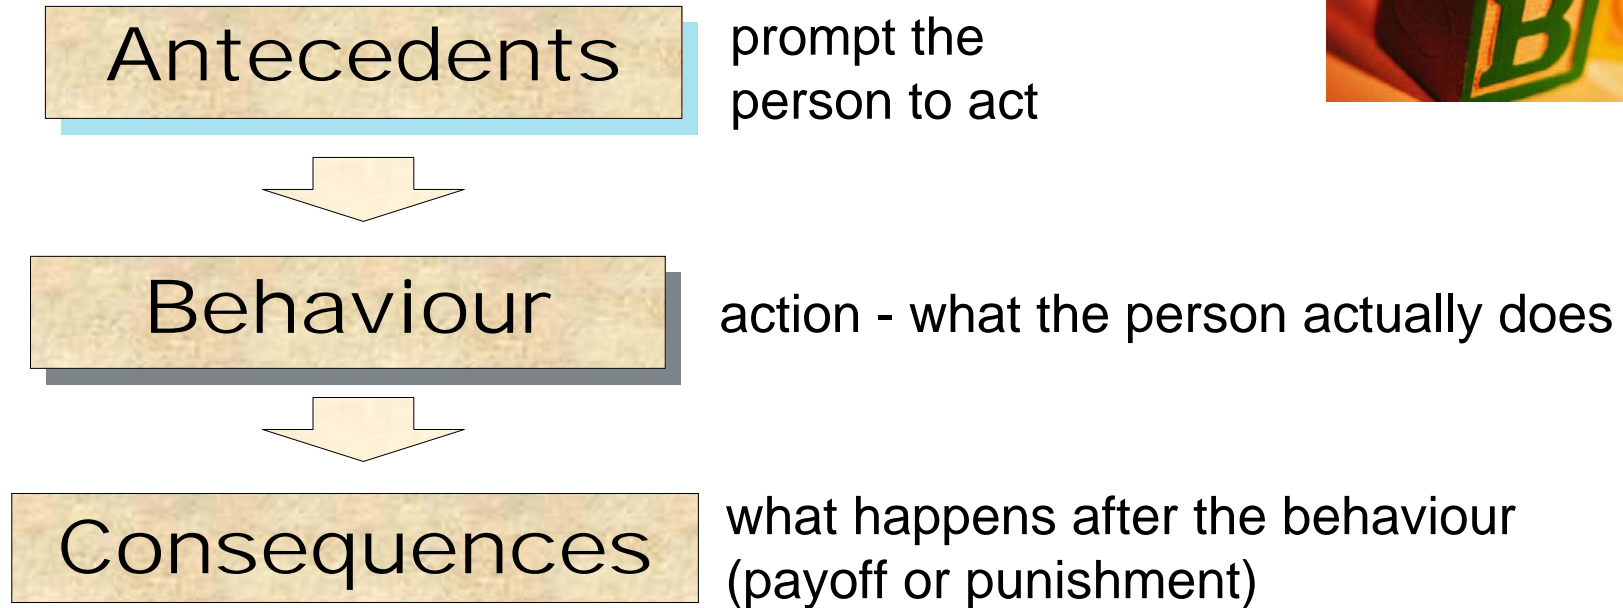 Antecedents
prompt the
person to act
B
Behaviour
action - what the person actually does
Consequences
what happens after the behaviour
(payoff or punishment)